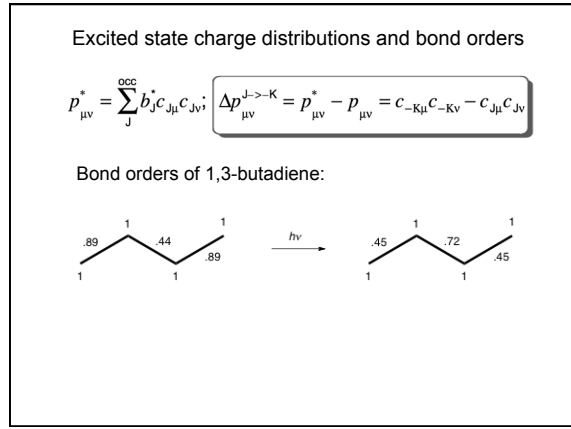 Excited state charge distributions and bond orders
p*μν = occ∑J b*J cJμ cJν; Δp J->-K μν = p*μν − pμν = c−Kμ c−Kν − cJμ cJν
Bond orders of 1,3-butadiene:
1 1 1 1
.89 .44 .89 hν .45 .72 .45
1 1 1 1